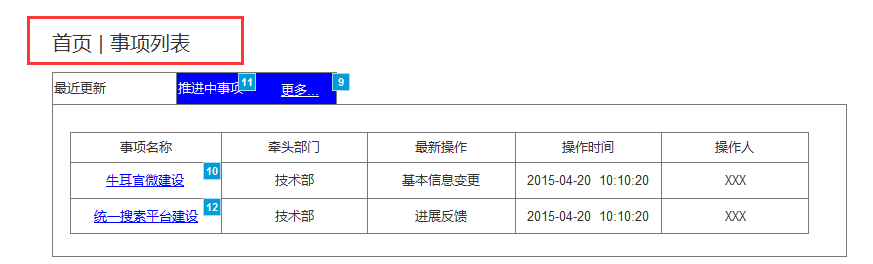 首页 | 事项列表
最近更新 推进中事项 11 更多... 9
事项名称 牵头部门 最新操作 操作时间 操作人
牛耳官微建设 10 技术部 基本信息变更 2015-04-20 10:10:20 XXX
统一搜索平台建设 12 技术部 进展反馈 2015-04-20 10:10:20 XXX